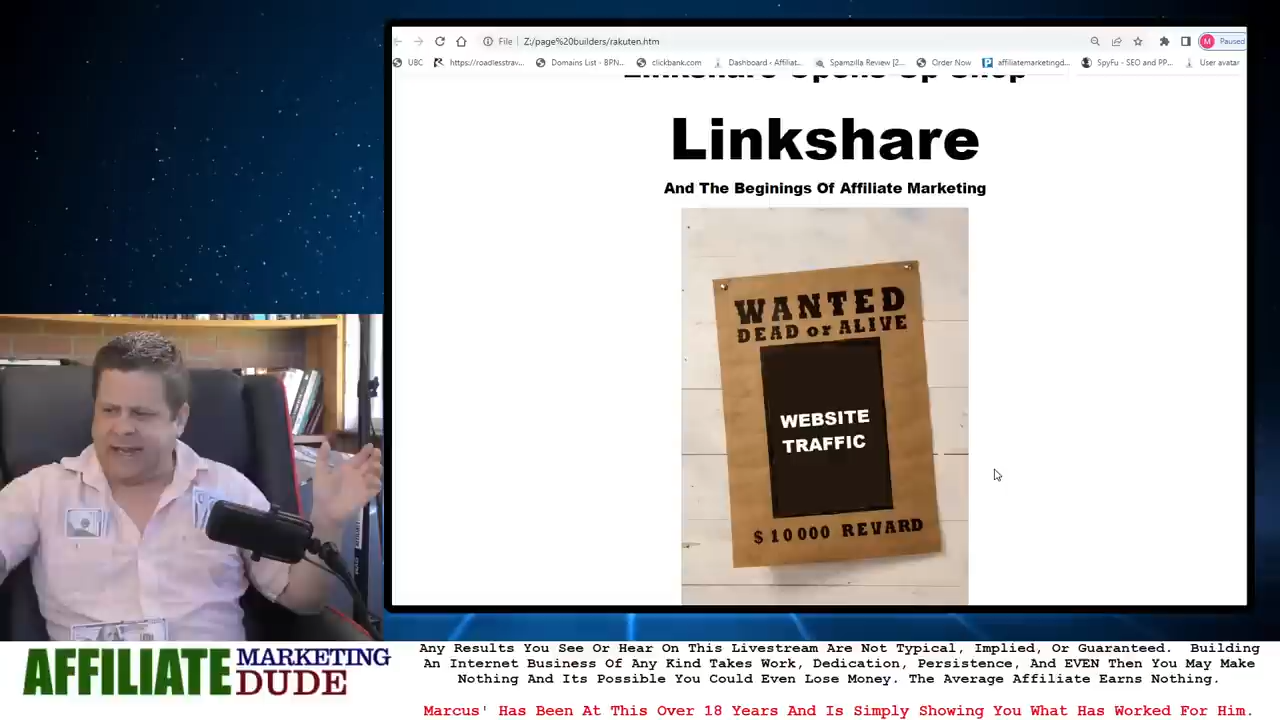 File Z:/page%20builders/rakuten.htm
M Paused
UBC https://roadlesstrav... Domains List - BPN... clickbank.com Dashboard - Affiliat... Spamzilla Review [2... Order Now affiliatemarketingd... SpyFu - SEO and PP... User avatar
Linkshare Opens Up Shop
Linkshare
And The Beginings Of Affiliate Marketing
WANTED
DEAD or ALIVE
WEBSITE
TRAFFIC
$10000 REVARD
AFFILIATE MARKETING DUDE
Any Results You See Or Hear On This Livestream Are Not Typical, Implied, Or Guaranteed. Building
An Internet Business Of Any Kind Takes Work, Dedication, Persistence, And EVEN Then You May Make
Nothing And Its Possible You Could Even Lose Money. The Average Affiliate Earns Nothing.
Marcus' Has Been At This Over 18 Years And Is Simply Showing You What Has Worked For Him.